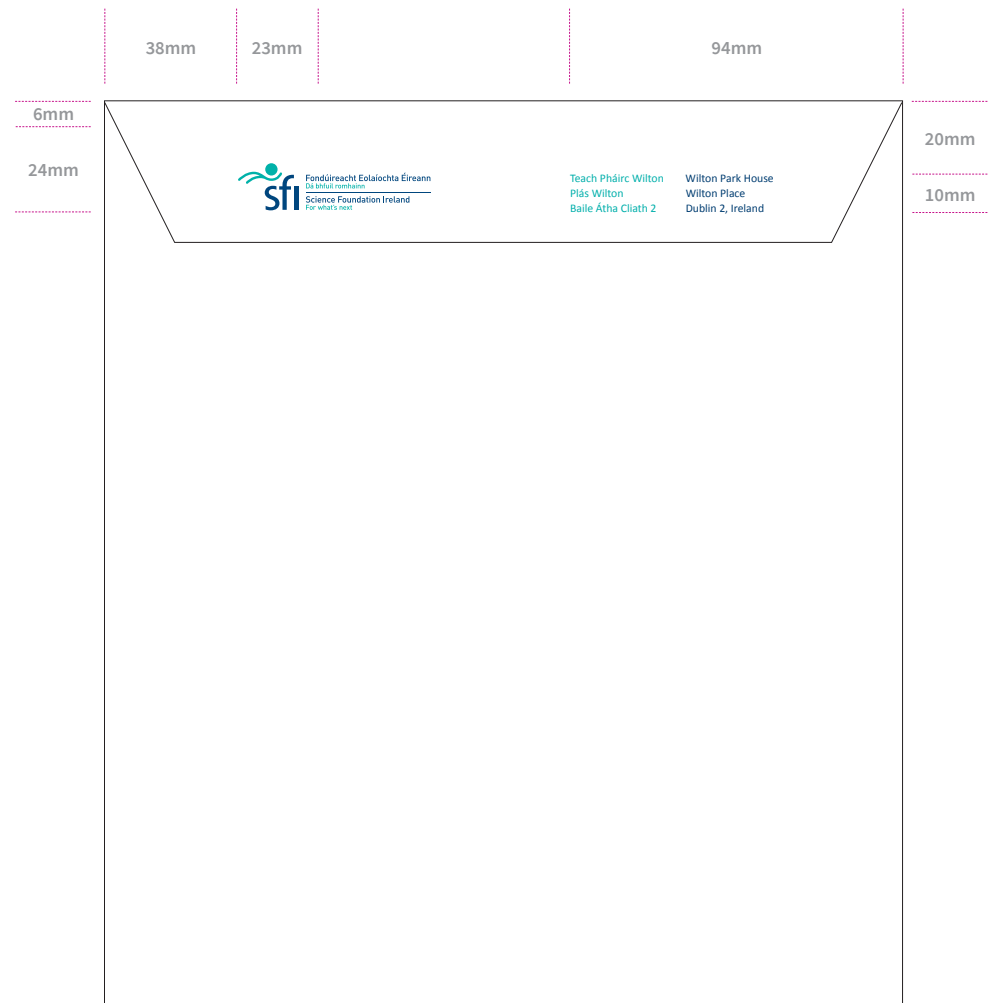 38mm
23mm
94mm
6mm
24mm
20mm
10mm
sfi
Fondúireacht Eolaíochta Éireann
Dá bhfuil romhainn
Science Foundation Ireland
For what's next
Teach Pháirc Wilton
Plás Wilton
Baile Átha Cliath 2
Wilton Park House
Wilton Place
Dublin 2, Ireland